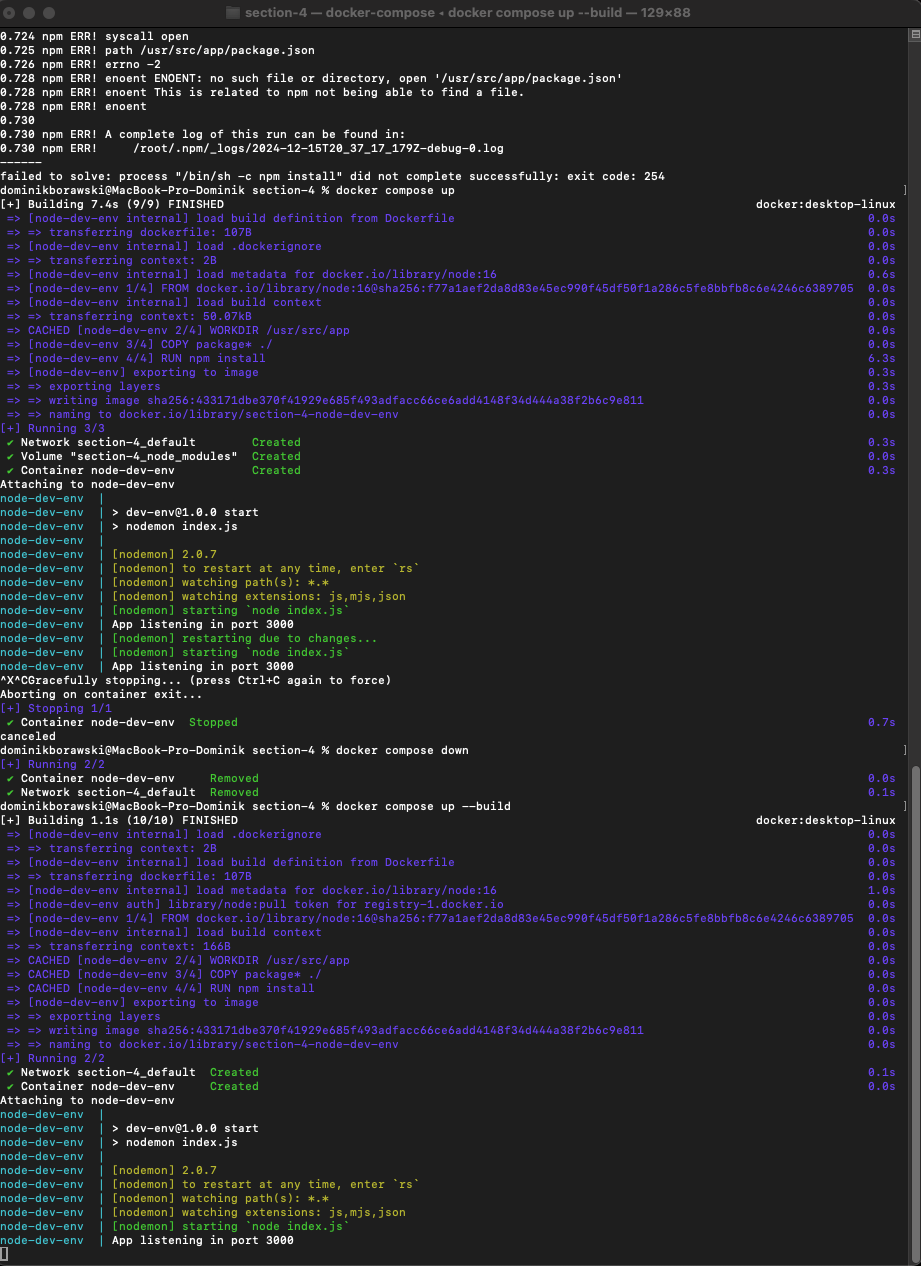 section-4 — docker-compose ◂ docker compose up --build — 129×88
0.724 npm ERR! syscall open
0.725 npm ERR! path /usr/src/app/package.json
0.726 npm ERR! errno -2
0.728 npm ERR! enoent ENOENT: no such file or directory, open '/usr/src/app/package.json'
0.728 npm ERR! enoent This is related to npm not being able to find a file.
0.728 npm ERR! enoent
0.730
0.730 npm ERR! A complete log of this run can be found in:
0.730 npm ERR!     /root/.npm/_logs/2024-12-15T20_37_17_179Z-debug-0.log
------
failed to solve: process "/bin/sh -c npm install" did not complete successfully: exit code: 254
dominikborawski@MacBook-Pro-Dominik section-4 % docker compose up ]
[+] Building 7.4s (9/9) FINISHED docker:desktop-linux
=> [node-dev-env internal] load build definition from Dockerfile 0.0s
=> => transferring dockerfile: 107B 0.0s
=> [node-dev-env internal] load .dockerignore 0.0s
=> => transferring context: 2B 0.0s
=> [node-dev-env internal] load metadata for docker.io/library/node:16 0.6s
=> [node-dev-env 1/4] FROM docker.io/library/node:16@sha256:f77a1aef2da8d83e45ec990f45df50f1a286c5fe8bbfb8c6e4246c6389705 0.0s
=> [node-dev-env internal] load build context 0.0s
=> => transferring context: 50.07kB 0.0s
=> CACHED [node-dev-env 2/4] WORKDIR /usr/src/app 0.0s
=> [node-dev-env 3/4] COPY package* ./ 0.0s
=> [node-dev-env 4/4] RUN npm install 6.3s
=> [node-dev-env] exporting to image 0.3s
=> => exporting layers 0.3s
=> => writing image sha256:433171dbe370f41929e685f493adfacc66ce6add4148f34d444a38f2b6c9e811 0.0s
=> => naming to docker.io/library/section-4-node-dev-env 0.0s
[+] Running 3/3
✔ Network section-4_default Created 0.3s
✔ Volume "section-4_node_modules" Created 0.0s
✔ Container node-dev-env Created 0.3s
Attaching to node-dev-env
node-dev-env |
node-dev-env | > dev-env@1.0.0 start
node-dev-env | > nodemon index.js
node-dev-env |
node-dev-env | [nodemon] 2.0.7
node-dev-env | [nodemon] to restart at any time, enter `rs`
node-dev-env | [nodemon] watching path(s): *.*
node-dev-env | [nodemon] watching extensions: js,mjs,json
node-dev-env | [nodemon] starting `node index.js`
node-dev-env | App listening in port 3000
node-dev-env | [nodemon] restarting due to changes...
node-dev-env | [nodemon] starting `node index.js`
node-dev-env | App listening in port 3000
^X^CGracefully stopping... (press Ctrl+C again to force)
Aborting on container exit...
[+] Stopping 1/1
✔ Container node-dev-env Stopped 0.7s
canceled
dominikborawski@MacBook-Pro-Dominik section-4 % docker compose down ]
[+] Running 2/2
✔ Container node-dev-env Removed 0.0s
✔ Network section-4_default Removed 0.1s
dominikborawski@MacBook-Pro-Dominik section-4 % docker compose up --build ]
[+] Building 1.1s (10/10) FINISHED docker:desktop-linux
=> [node-dev-env internal] load .dockerignore 0.0s
=> => transferring context: 2B 0.0s
=> [node-dev-env internal] load build definition from Dockerfile 0.0s
=> => transferring dockerfile: 107B 0.0s
=> [node-dev-env internal] load metadata for docker.io/library/node:16 1.0s
=> [node-dev-env auth] library/node:pull token for registry-1.docker.io 0.0s
=> [node-dev-env 1/4] FROM docker.io/library/node:16@sha256:f77a1aef2da8d83e45ec990f45df50f1a286c5fe8bbfb8c6e4246c6389705 0.0s
=> [node-dev-env internal] load build context 0.0s
=> => transferring context: 166B 0.0s
=> CACHED [node-dev-env 2/4] WORKDIR /usr/src/app 0.0s
=> CACHED [node-dev-env 3/4] COPY package* ./ 0.0s
=> CACHED [node-dev-env 4/4] RUN npm install 0.0s
=> [node-dev-env] exporting to image 0.0s
=> => exporting layers 0.0s
=> => writing image sha256:433171dbe370f41929e685f493adfacc66ce6add4148f34d444a38f2b6c9e811 0.0s
=> => naming to docker.io/library/section-4-node-dev-env 0.0s
[+] Running 2/2
✔ Network section-4_default Created 0.1s
✔ Container node-dev-env Created 0.0s
Attaching to node-dev-env
node-dev-env |
node-dev-env | > dev-env@1.0.0 start
node-dev-env | > nodemon index.js
node-dev-env |
node-dev-env | [nodemon] 2.0.7
node-dev-env | [nodemon] to restart at any time, enter `rs`
node-dev-env | [nodemon] watching path(s): *.*
node-dev-env | [nodemon] watching extensions: js,mjs,json
node-dev-env | [nodemon] starting `node index.js`
node-dev-env | App listening in port 3000